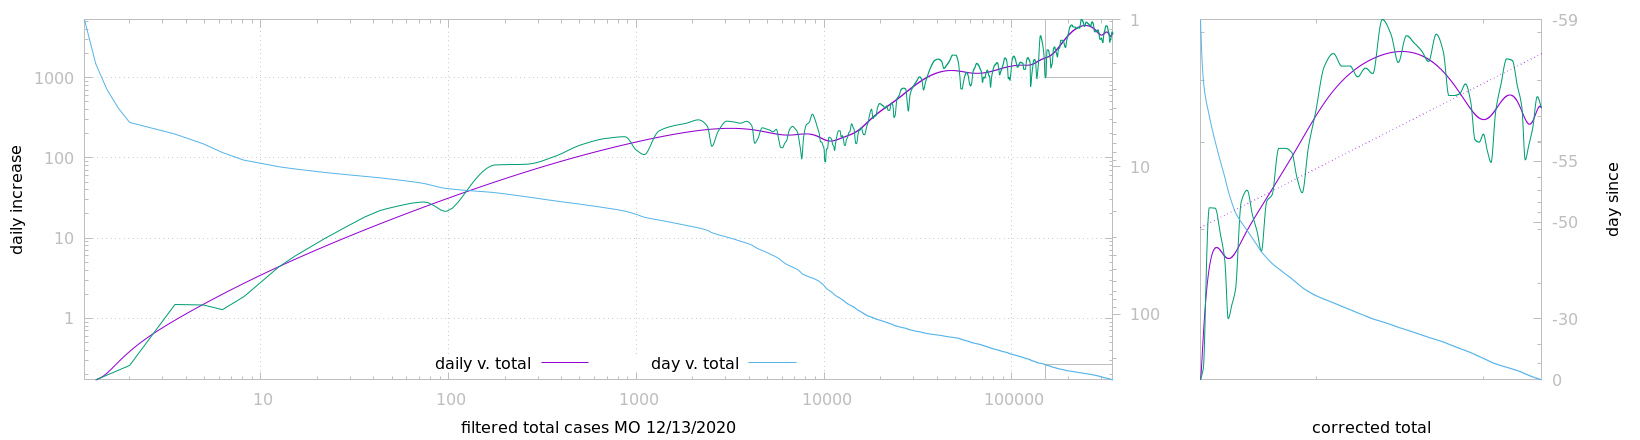 daily increase
1000
100
10
1
daily v. total
day v. total
10
100
1000
10000
100000
filtered total cases MO 12/13/2020
1
10
100
-59
-55
-50
-30
0
day since
corrected total